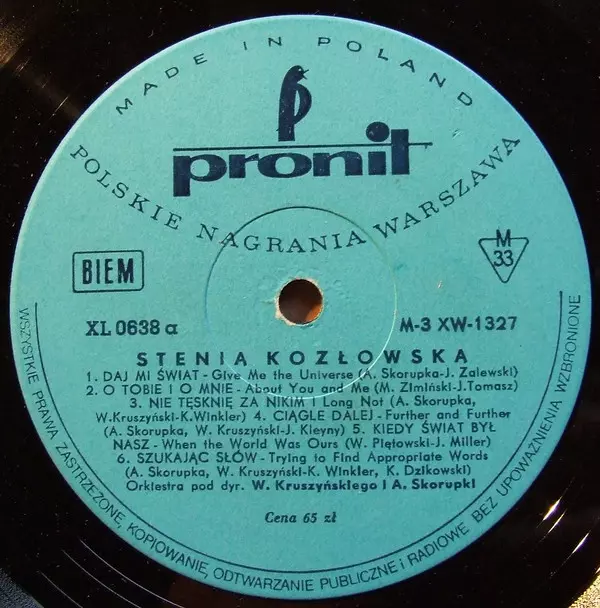 MADE IN POLAND
pronit
POLSKIE NAGRANIA WARSZAWA
BIEM
M
33
XL 0638 a
M-3 XW-1327
STENIA KOZŁOWSKA
1. DAJ MI ŚWIAT - Give Me the Universe (A. Skorupka-J. Zalewski)
2. O TOBIE I O MNIE - About You and Me (M. Zimiński-J. Tomasz)
3. NIE TĘSKNIĘ ZA NIKIM - I Long Not (A. Skorupka,
W. Kruszyński-K. Winkler) 4. CIĄGLE DALEJ - Further and Further
(A. Skorupka, W. Kruszyński-J. Kleyny) 5. KIEDY ŚWIAT BYŁ
NASZ - When the World Was Ours (W. Piętowski-J. Miller)
6. SZUKAJĄC SŁÓW - Trying to Find Appropriate Words
(A. Skorupka, W. Kruszyński-K. Winkler, K. Dzikowski)
Orkiestra pod dyr. W. Kruszyńskiego i A. Skorupki
Cena 65 zł
WSZYSTKIE PRAWA ZASTRZEŻONE, KOPIOWANIE, ODTWARZANIE PUBLICZNE i RADIOWE BEZ UPOWAŻNIENIA WZBRONIONE